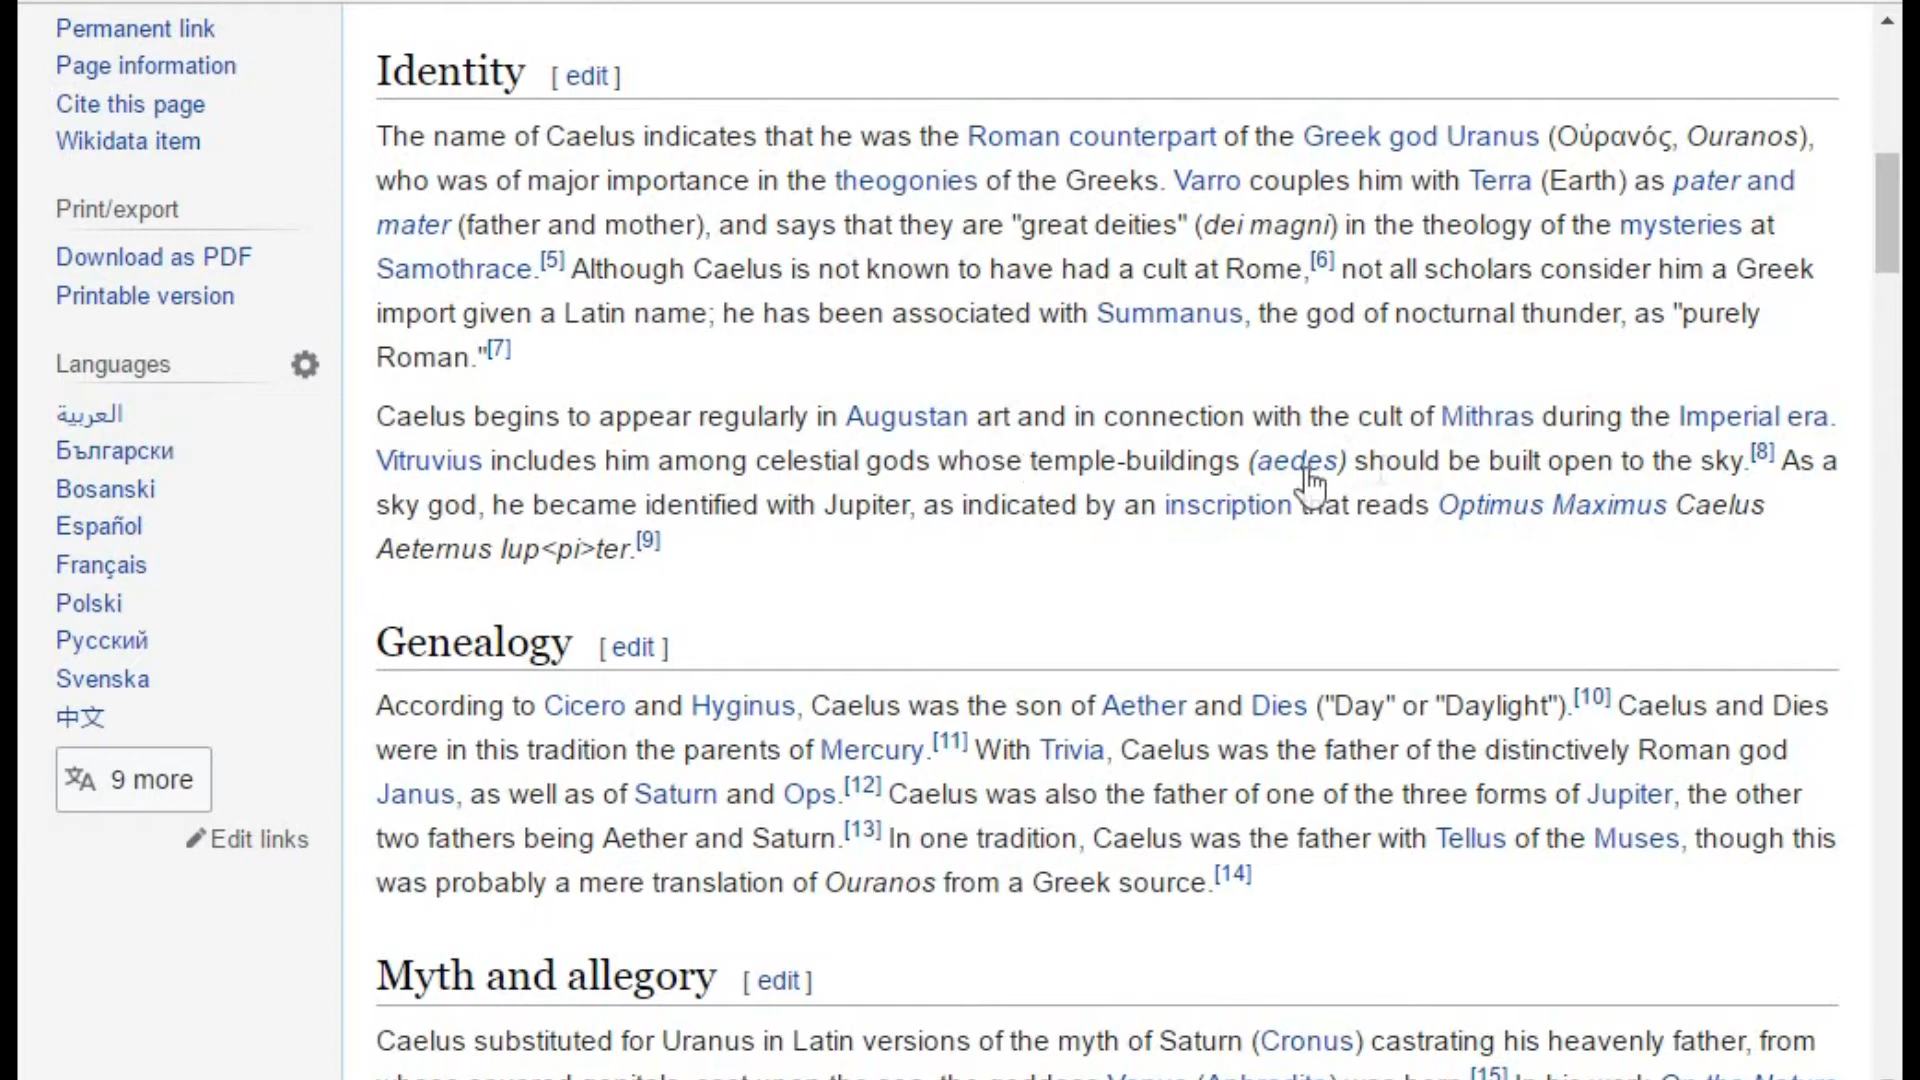 Permanent link
Page information
Cite this page
Wikidata item
Print/export
Download as PDF
Printable version
Languages
العربية
Български
Bosanski
Español
Français
Polski
Русский
Svenska
中文
9 more
Edit links
Identity [ edit ]
The name of Caelus indicates that he was the Roman counterpart of the Greek god Uranus (Οὐρανός, Ouranos),
who was of major importance in the theogonies of the Greeks. Varro couples him with Terra (Earth) as pater and
mater (father and mother), and says that they are "great deities" (dei magni) in the theology of the mysteries at
Samothrace.[5] Although Caelus is not known to have had a cult at Rome,[6] not all scholars consider him a Greek
import given a Latin name; he has been associated with Summanus, the god of nocturnal thunder, as "purely
Roman."[7]
Caelus begins to appear regularly in Augustan art and in connection with the cult of Mithras during the Imperial era.
Vitruvius includes him among celestial gods whose temple-buildings (aedes) should be built open to the sky.[8] As a
sky god, he became identified with Jupiter, as indicated by an inscription that reads Optimus Maximus Caelus
Aeternus Iup<pi>ter.[9]
Genealogy [ edit ]
According to Cicero and Hyginus, Caelus was the son of Aether and Dies ("Day" or "Daylight").[10] Caelus and Dies
were in this tradition the parents of Mercury.[11] With Trivia, Caelus was the father of the distinctively Roman god
Janus, as well as of Saturn and Ops.[12] Caelus was also the father of one of the three forms of Jupiter, the other
two fathers being Aether and Saturn.[13] In one tradition, Caelus was the father with Tellus of the Muses, though this
was probably a mere translation of Ouranos from a Greek source.[14]
Myth and allegory [ edit ]
Caelus substituted for Uranus in Latin versions of the myth of Saturn (Cronus) castrating his heavenly father, from